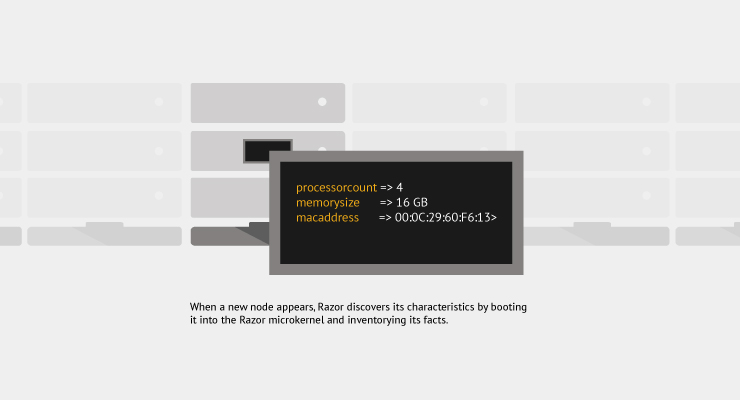 processorcount => 4
memorysize => 16 GB
macaddress => 00:0C:29:60:F6:13>
When a new node appears, Razor discovers its characteristics by booting
it into the Razor microkernel and inventorying its facts.